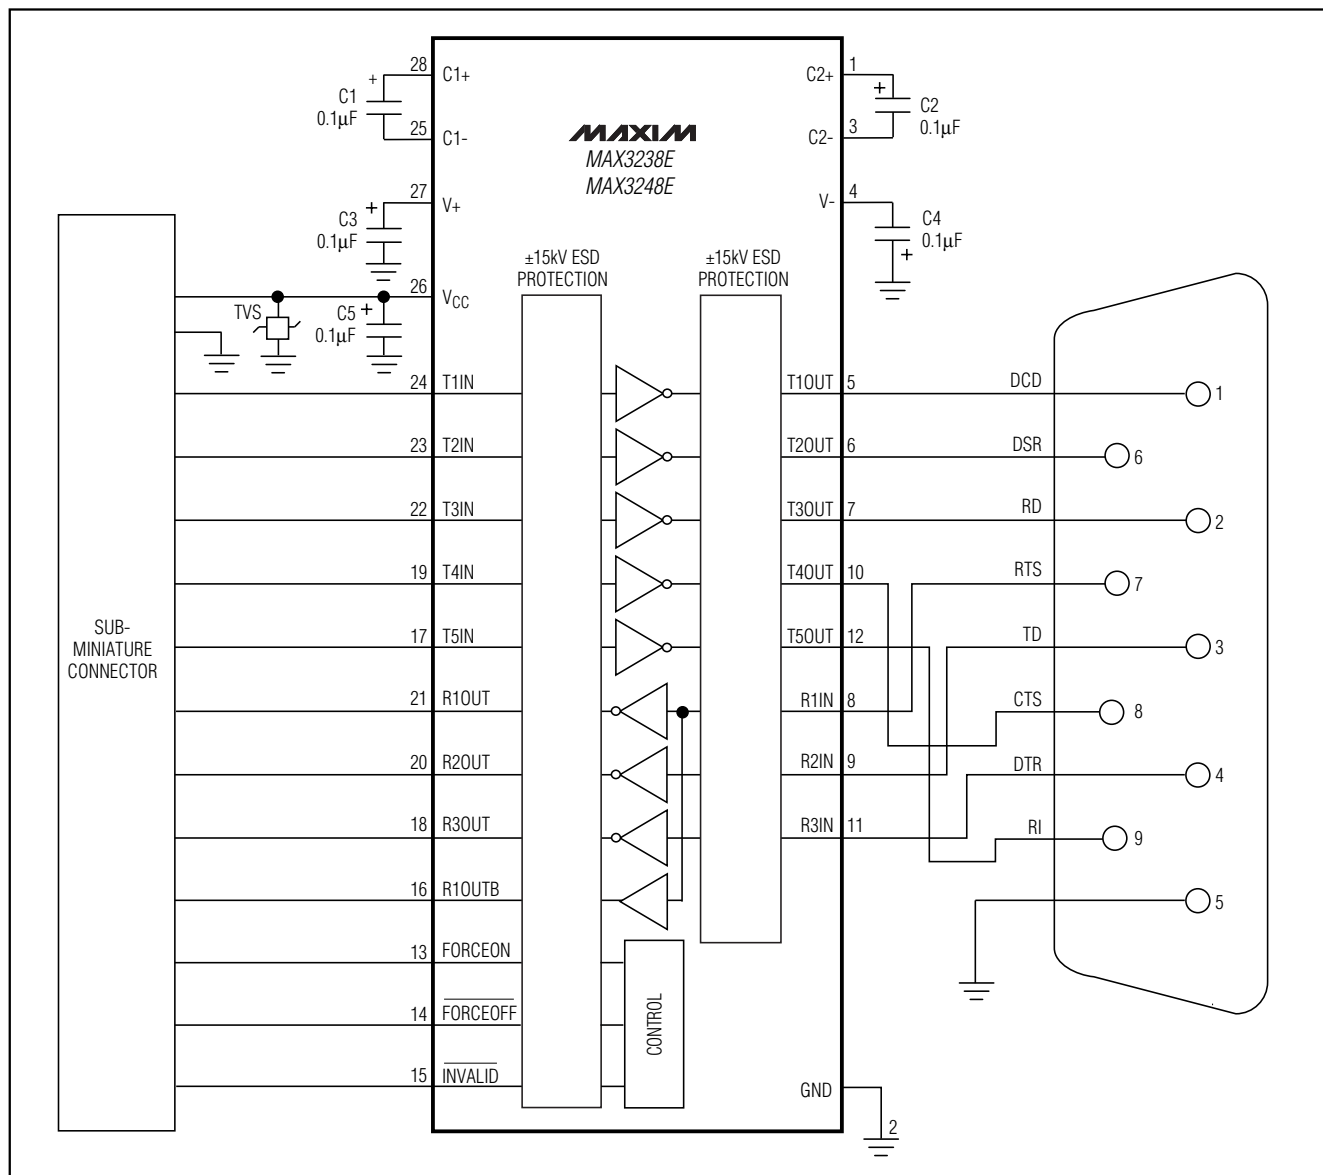 28
C1+
+
C1
0.1µF
25
C1-
27
V+
+
C3
0.1µF
26
VCC
TVS
C5
+
0.1µF
MAXIM
MAX3238E
MAX3248E
1
C2+
+
C2
0.1µF
3
C2-
4
V-
C4
0.1µF
+
±15kV ESD
PROTECTION
±15kV ESD
PROTECTION
24
T1IN
T1OUT
5
DCD
1
23
T2IN
T2OUT
6
DSR
6
22
T3IN
T3OUT
7
RD
2
19
T4IN
T4OUT
10
RTS
7
17
T5IN
T5OUT
12
TD
3
SUB-
MINIATURE
CONNECTOR
21
R1OUT
R1IN
8
CTS
8
20
R2OUT
R2IN
9
DTR
4
18
R3OUT
R3IN
11
RI
9
16
R1OUTB
5
13
FORCEON
14
FORCEOFF
15
INVALID
CONTROL
GND
2